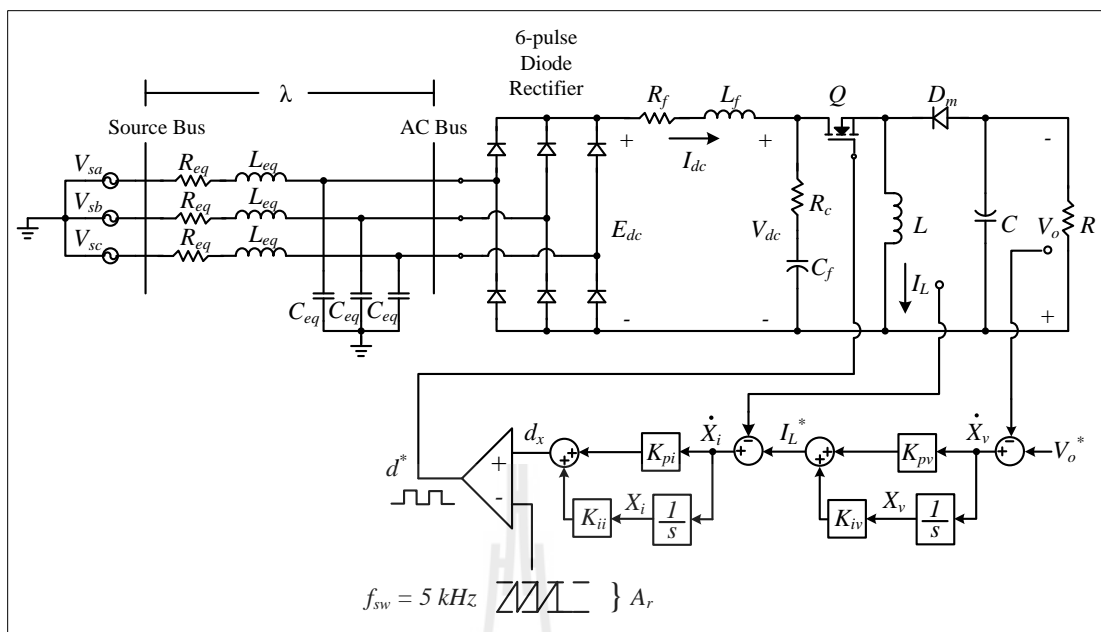 6-pulse
Diode
Rectifier
λ
Source Bus
AC Bus
R_f
L_f
Q
D_m
V_sa
R_eq
L_eq
+
I_dc
+
-
V_sb
R_eq
L_eq
R_c
V_sc
R_eq
L_eq
E_dc
V_dc
L
C
V_o
R
C_f
I_L
C_eq
C_eq
C_eq
-
-
+
d_x
Ẋ_i
I_L*
Ẋ_v
d*
+
+
+
K_pi
-
+
+
+
K_pv
-
+
V_o*
-
K_ii
X_i
1/s
K_iv
X_v
1/s
f_sw = 5 kHz
} A_r